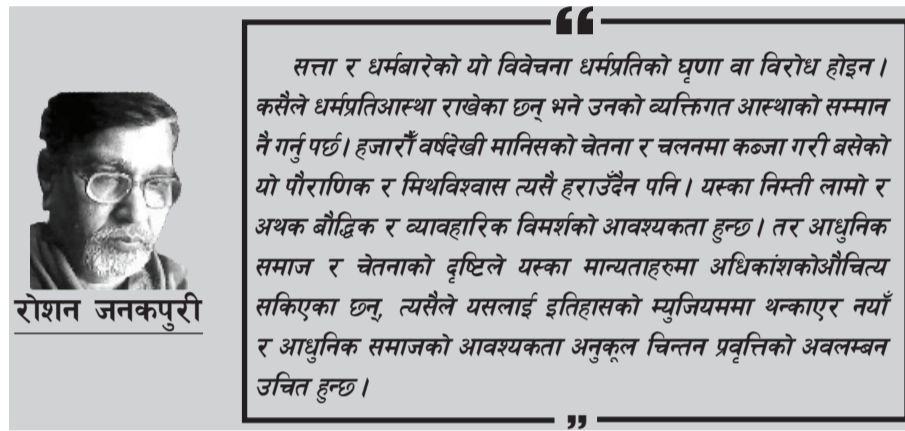 “
सत्ता र धर्मबारेको यो विवेचना धर्मप्रतिको घृणा वा विरोध होइन ।
कसैले धर्मप्रतिआस्था राखेका छन् भने उनको व्यक्तिगत आस्थाको सम्मान
नै गर्नु पर्छ। हजारौँ वर्षदेखी मानिसको चेतना र चलनमा कब्जा गरी बसेको
यो पौराणिक र मिथविश्वास त्यसै हराउँदैन पनि । यस्का निम्ती लामो र
अथक बौद्धिक र व्यावहारिक विमर्शको आवश्यकता हुन्छ । तर आधुनिक
समाज र चेतनाको दृष्टिले यस्का मान्यताहरुमा अधिकांशकोऔचित्य
सकिएका छन्, त्यसैले यसलाई इतिहासको म्युजियममा थन्काएर नयाँ
र आधुनिक समाजको आवश्यकता अनुकूल चिन्तन प्रवृत्तिको अवलम्बन
उचित हुन्छ ।
”
रोशन जनकपुरी